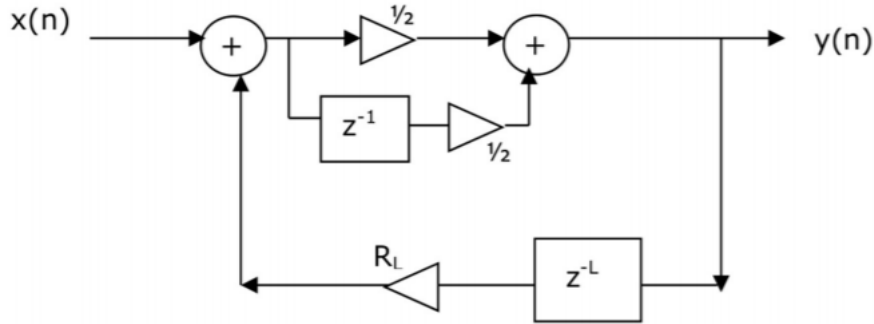 x(n)
+
½
+
y(n)
z⁻¹
½
R_L
z⁻ᴸ